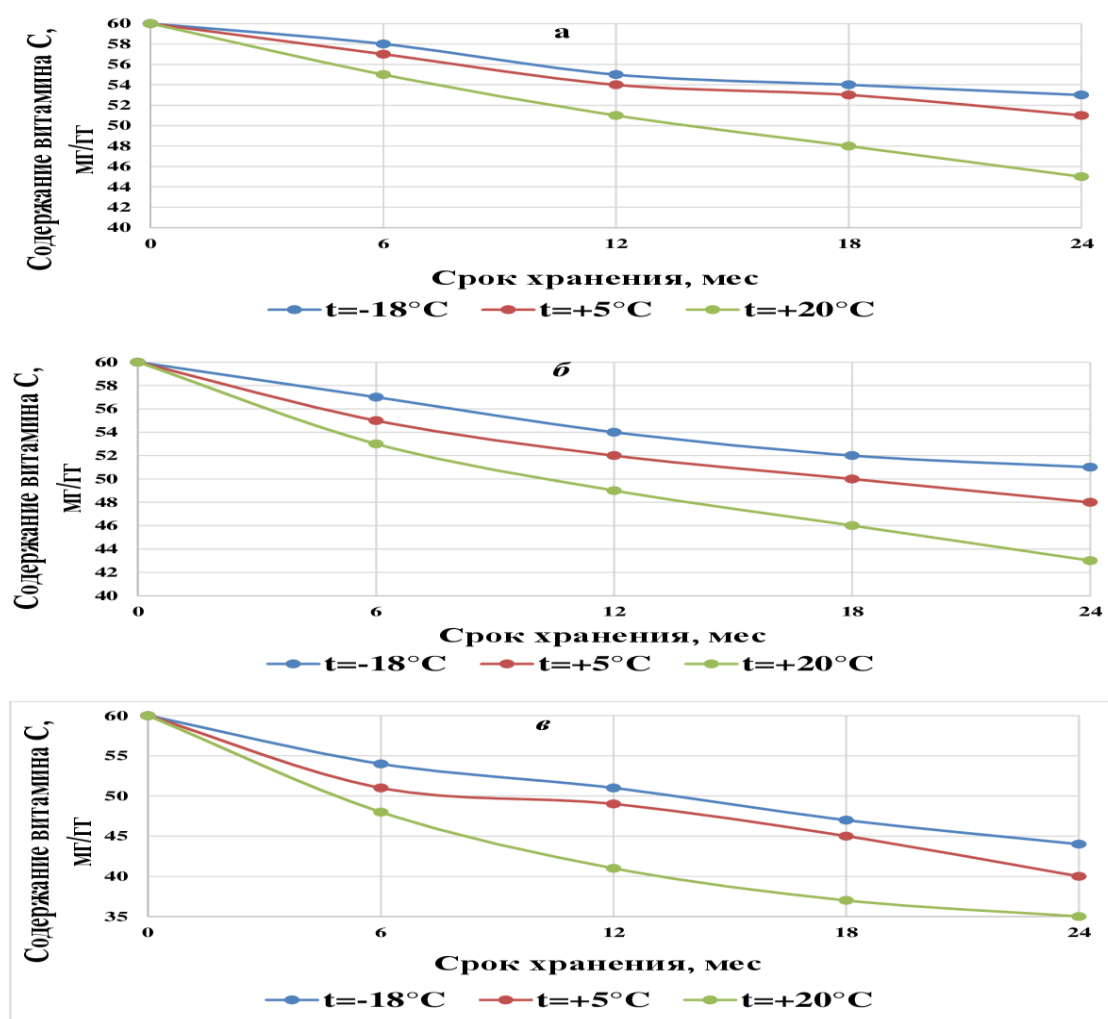 Содержание витамина С,
мг/гг
60
58
56
54
52
50
48
46
44
42
40
а
0
6
12
18
24
Срок хранения, мес
t=-18°C
t=+5°C
t=+20°C
Содержание витамина С,
мг/гг
60
58
56
54
52
50
48
46
44
42
40
б
0
6
12
18
24
Срок хранения, мес
t=-18°C
t=+5°C
t=+20°C
Содержание витамина С,
мг/гг
60
55
50
45
40
35
в
0
6
12
18
24
Срок хранения, мес
t=-18°C
t=+5°C
t=+20°C